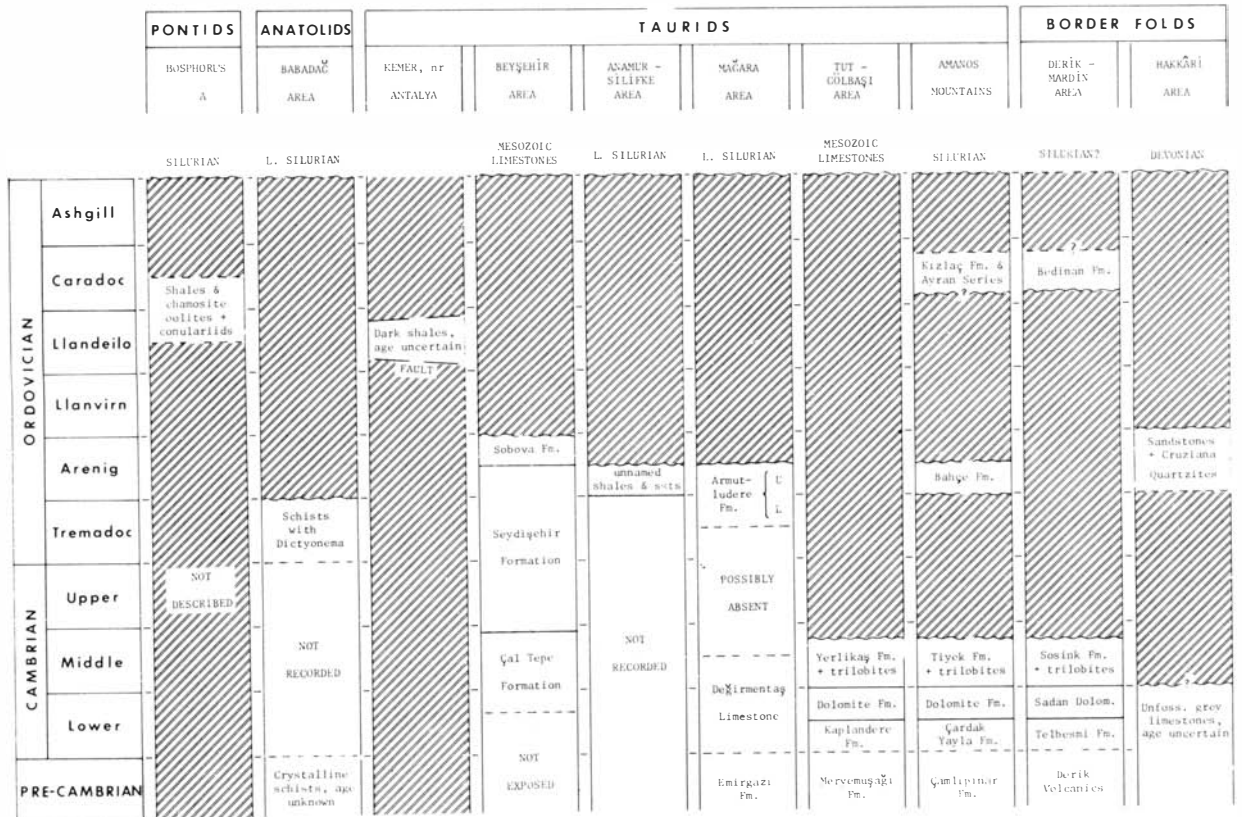 PONTIDS
ANATOLIDS
TAURIDS
BORDER FOLDS
BOSPHORUS
A
BABADAĞ
AREA
KEMER, nr
ANTALYA
BEYŞEHİR
AREA
ANAMUR -
SILIFKE
AREA
MAĞARA
AREA
TUT -
GÖLBAŞI
AREA
AMANOS
MOUNTAINS
DERIK -
MARDİN
AREA
HAKKÂRİ
AREA
SILURIAN
L. SILURIAN
MESOZOIC
LIMESTONES
L. SILURIAN
L. SILURIAN
MESOZOIC
LIMESTONES
SILURIAN
SILURIAN?
DEVONIAN
ORDOVICIAN
Ashgill
Caradoc
Llandeilo
Llanvirn
Arenig
Tremadoc
CAMBRIAN
Upper
Middle
Lower
PRE-CAMBRIAN
Shales &
chamosite
oolites +
conulariids
NOT
DESCRIBED
Schists
with
Dictyonema
NOT
RECORDED
Crystalline
schists, age
unknown
Dark shales,
age uncertain
FAULT
Sobova Fm.
Seydişehir
Formation
Çal Tepe
Formation
NOT
EXPOSED
unnamed
shales & ssts
NOT
RECORDED
Armut-
ludere
Fm.
U
L
POSSIBLY
ABSENT
Değirmentaş
Limestone
Emirgazi
Fm.
Yerlikaş Fm.
+ trilobites
Dolomite Fm.
Kaplandere
Fm.
Meryemuşağı
Fm.
Kızlaç Fm. &
Ayran Series
?
Bahçe Fm.
Tiyek Fm.
+ trilobites
Dolomite Fm.
Çardak
Yayla Fm.
Çamlıpınar
Fm.
?
Bedinan Fm.
Sosink Fm.
+ trilobites
Sadan Dolom.
Telbesmi Fm.
Derik
Volcanics
Sandstones
+ Cruziana
Quartzites
?
Unfoss. grey
limestones,
age uncertain